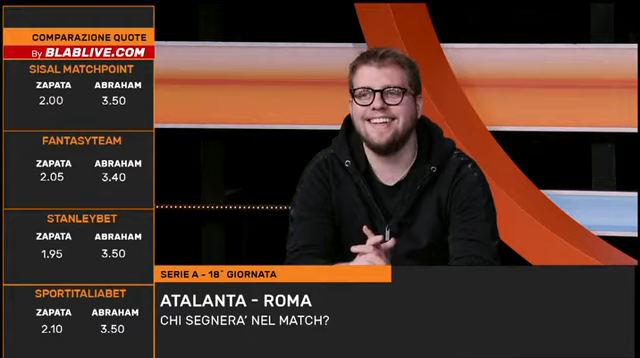 COMPARAZIONE QUOTE
By BLABLIVE.COM
SISAL MATCHPOINT
ZAPATA ABRAHAM
2.00 3.50
FANTASYTEAM
ZAPATA ABRAHAM
2.05 3.40
STANLEYBET
ZAPATA ABRAHAM
1.95 3.50
SPORTITALIABET
ZAPATA ABRAHAM
2.10 3.50
SERIE A - 18^ GIORNATA
ATALANTA - ROMA
CHI SEGNERA' NEL MATCH?